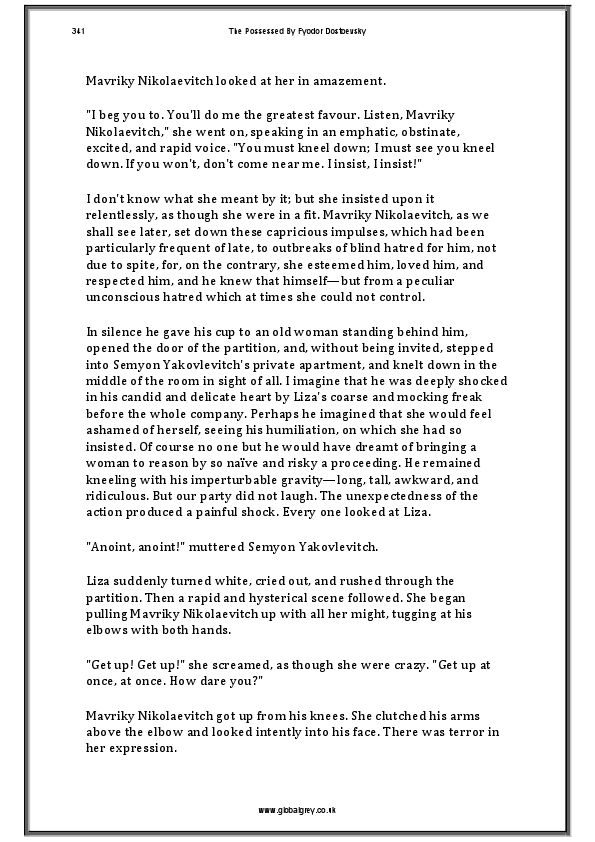 341
The Possessed By Fyodor Dostoevsky
Mavriky Nikolaevitch looked at her in amazement.
"I beg you to. You'll do me the greatest favour. Listen, Mavriky
Nikolaevitch," she went on, speaking in an emphatic, obstinate,
excited, and rapid voice. "You must kneel down; I must see you kneel
down. If you won't, don't come near me. I insist, I insist!"
I don't know what she meant by it; but she insisted upon it
relentlessly, as though she were in a fit. Mavriky Nikolaevitch, as we
shall see later, set down these capricious impulses, which had been
particularly frequent of late, to outbreaks of blind hatred for him, not
due to spite, for, on the contrary, she esteemed him, loved him, and
respected him, and he knew that himself—but from a peculiar
unconscious hatred which at times she could not control.
In silence he gave his cup to an old woman standing behind him,
opened the door of the partition, and, without being invited, stepped
into Semyon Yakovlevitch's private apartment, and knelt down in the
middle of the room in sight of all. I imagine that he was deeply shocked
in his candid and delicate heart by Liza's coarse and mocking freak
before the whole company. Perhaps he imagined that she would feel
ashamed of herself, seeing his humiliation, on which she had so
insisted. Of course no one but he would have dreamt of bringing a
woman to reason by so naïve and risky a proceeding. He remained
kneeling with his imperturbable gravity—long, tall, awkward, and
ridiculous. But our party did not laugh. The unexpectedness of the
action produced a painful shock. Every one looked at Liza.
"Anoint, anoint!" muttered Semyon Yakovlevitch.
Liza suddenly turned white, cried out, and rushed through the
partition. Then a rapid and hysterical scene followed. She began
pulling Mavriky Nikolaevitch up with all her might, tugging at his
elbows with both hands.
"Get up! Get up!" she screamed, as though she were crazy. "Get up at
once, at once. How dare you?"
Mavriky Nikolaevitch got up from his knees. She clutched his arms
above the elbow and looked intently into his face. There was terror in
her expression.
www.globalgrey.co.uk